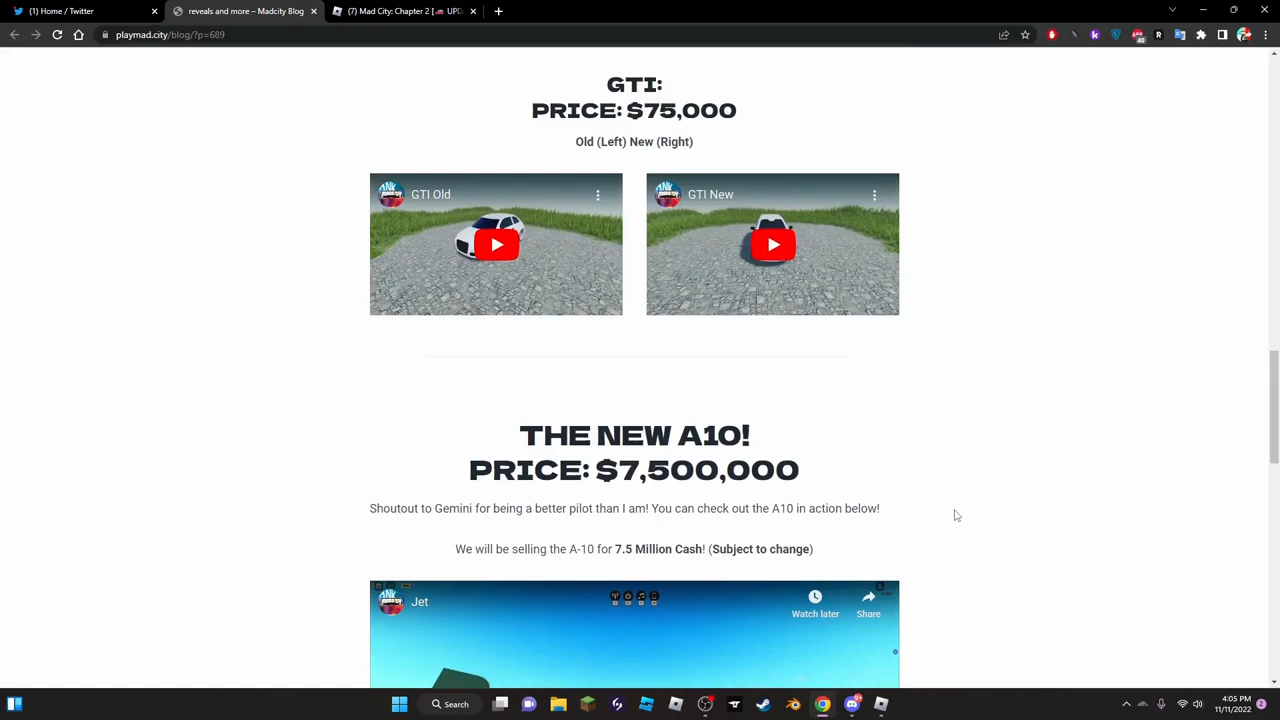 (1) Home / Twitter
reveals and more – Madcity Blog
(7) Mad City: Chapter 2 [🚗 UPD
playmad.city/blog/?p=689
40
GTI:
PRICE: $75,000
Old (Left) New (Right)
GTI Old
GTI New
THE NEW A10!
PRICE: $7,500,000
Shoutout to Gemini for being a better pilot than I am! You can check out the A10 in action below!
We will be selling the A-10 for 7.5 Million Cash! (Subject to change)
Jet
Watch later
Share
Search
9+
4:05 PM
11/11/2022